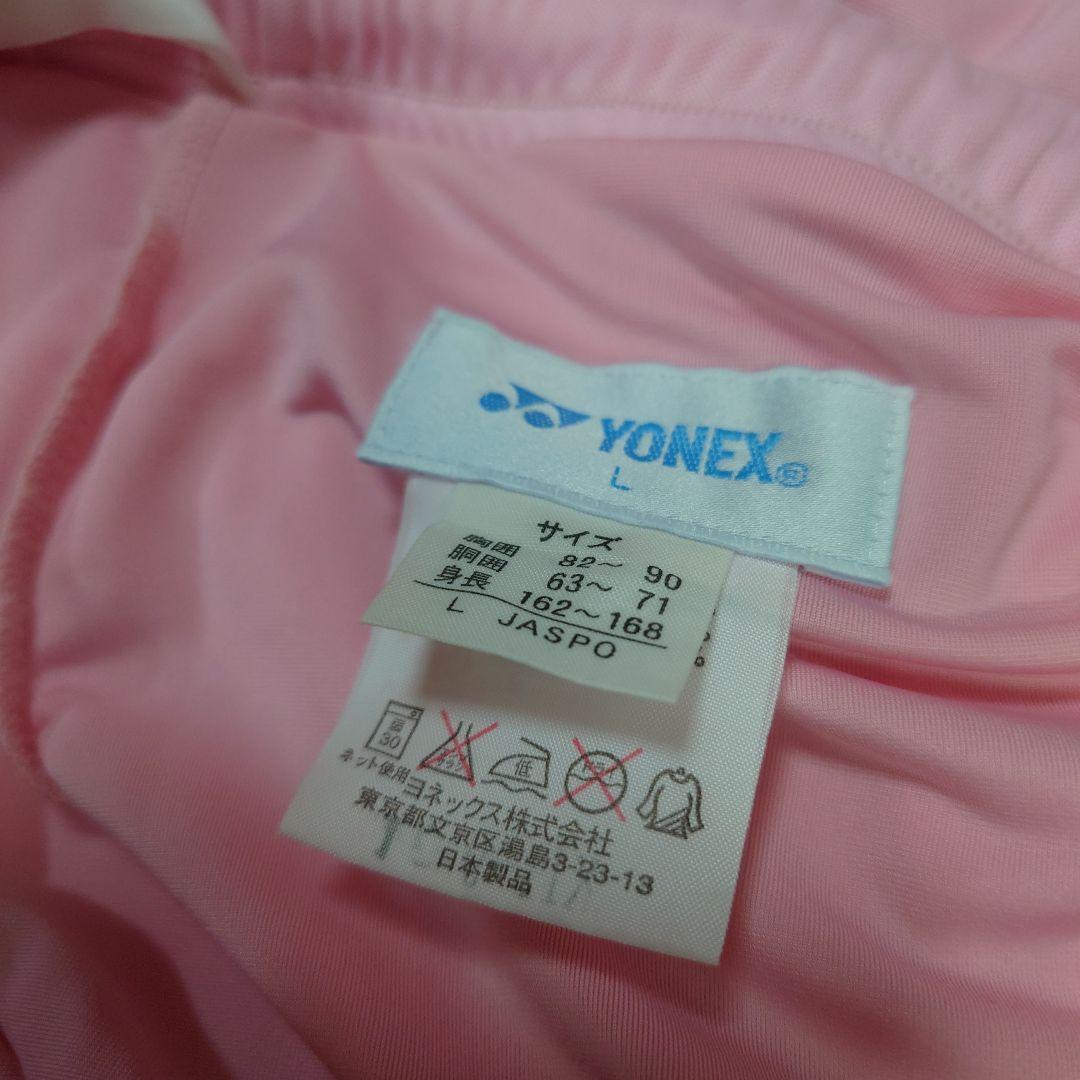 YONEX®
L
サイズ
胸囲 82～ 90
胴囲 63～ 71
身長 162～168
L JASPO
30
低
ネット使用
ヨネックス株式会社
東京都文京区湯島3-23-13
日本製品